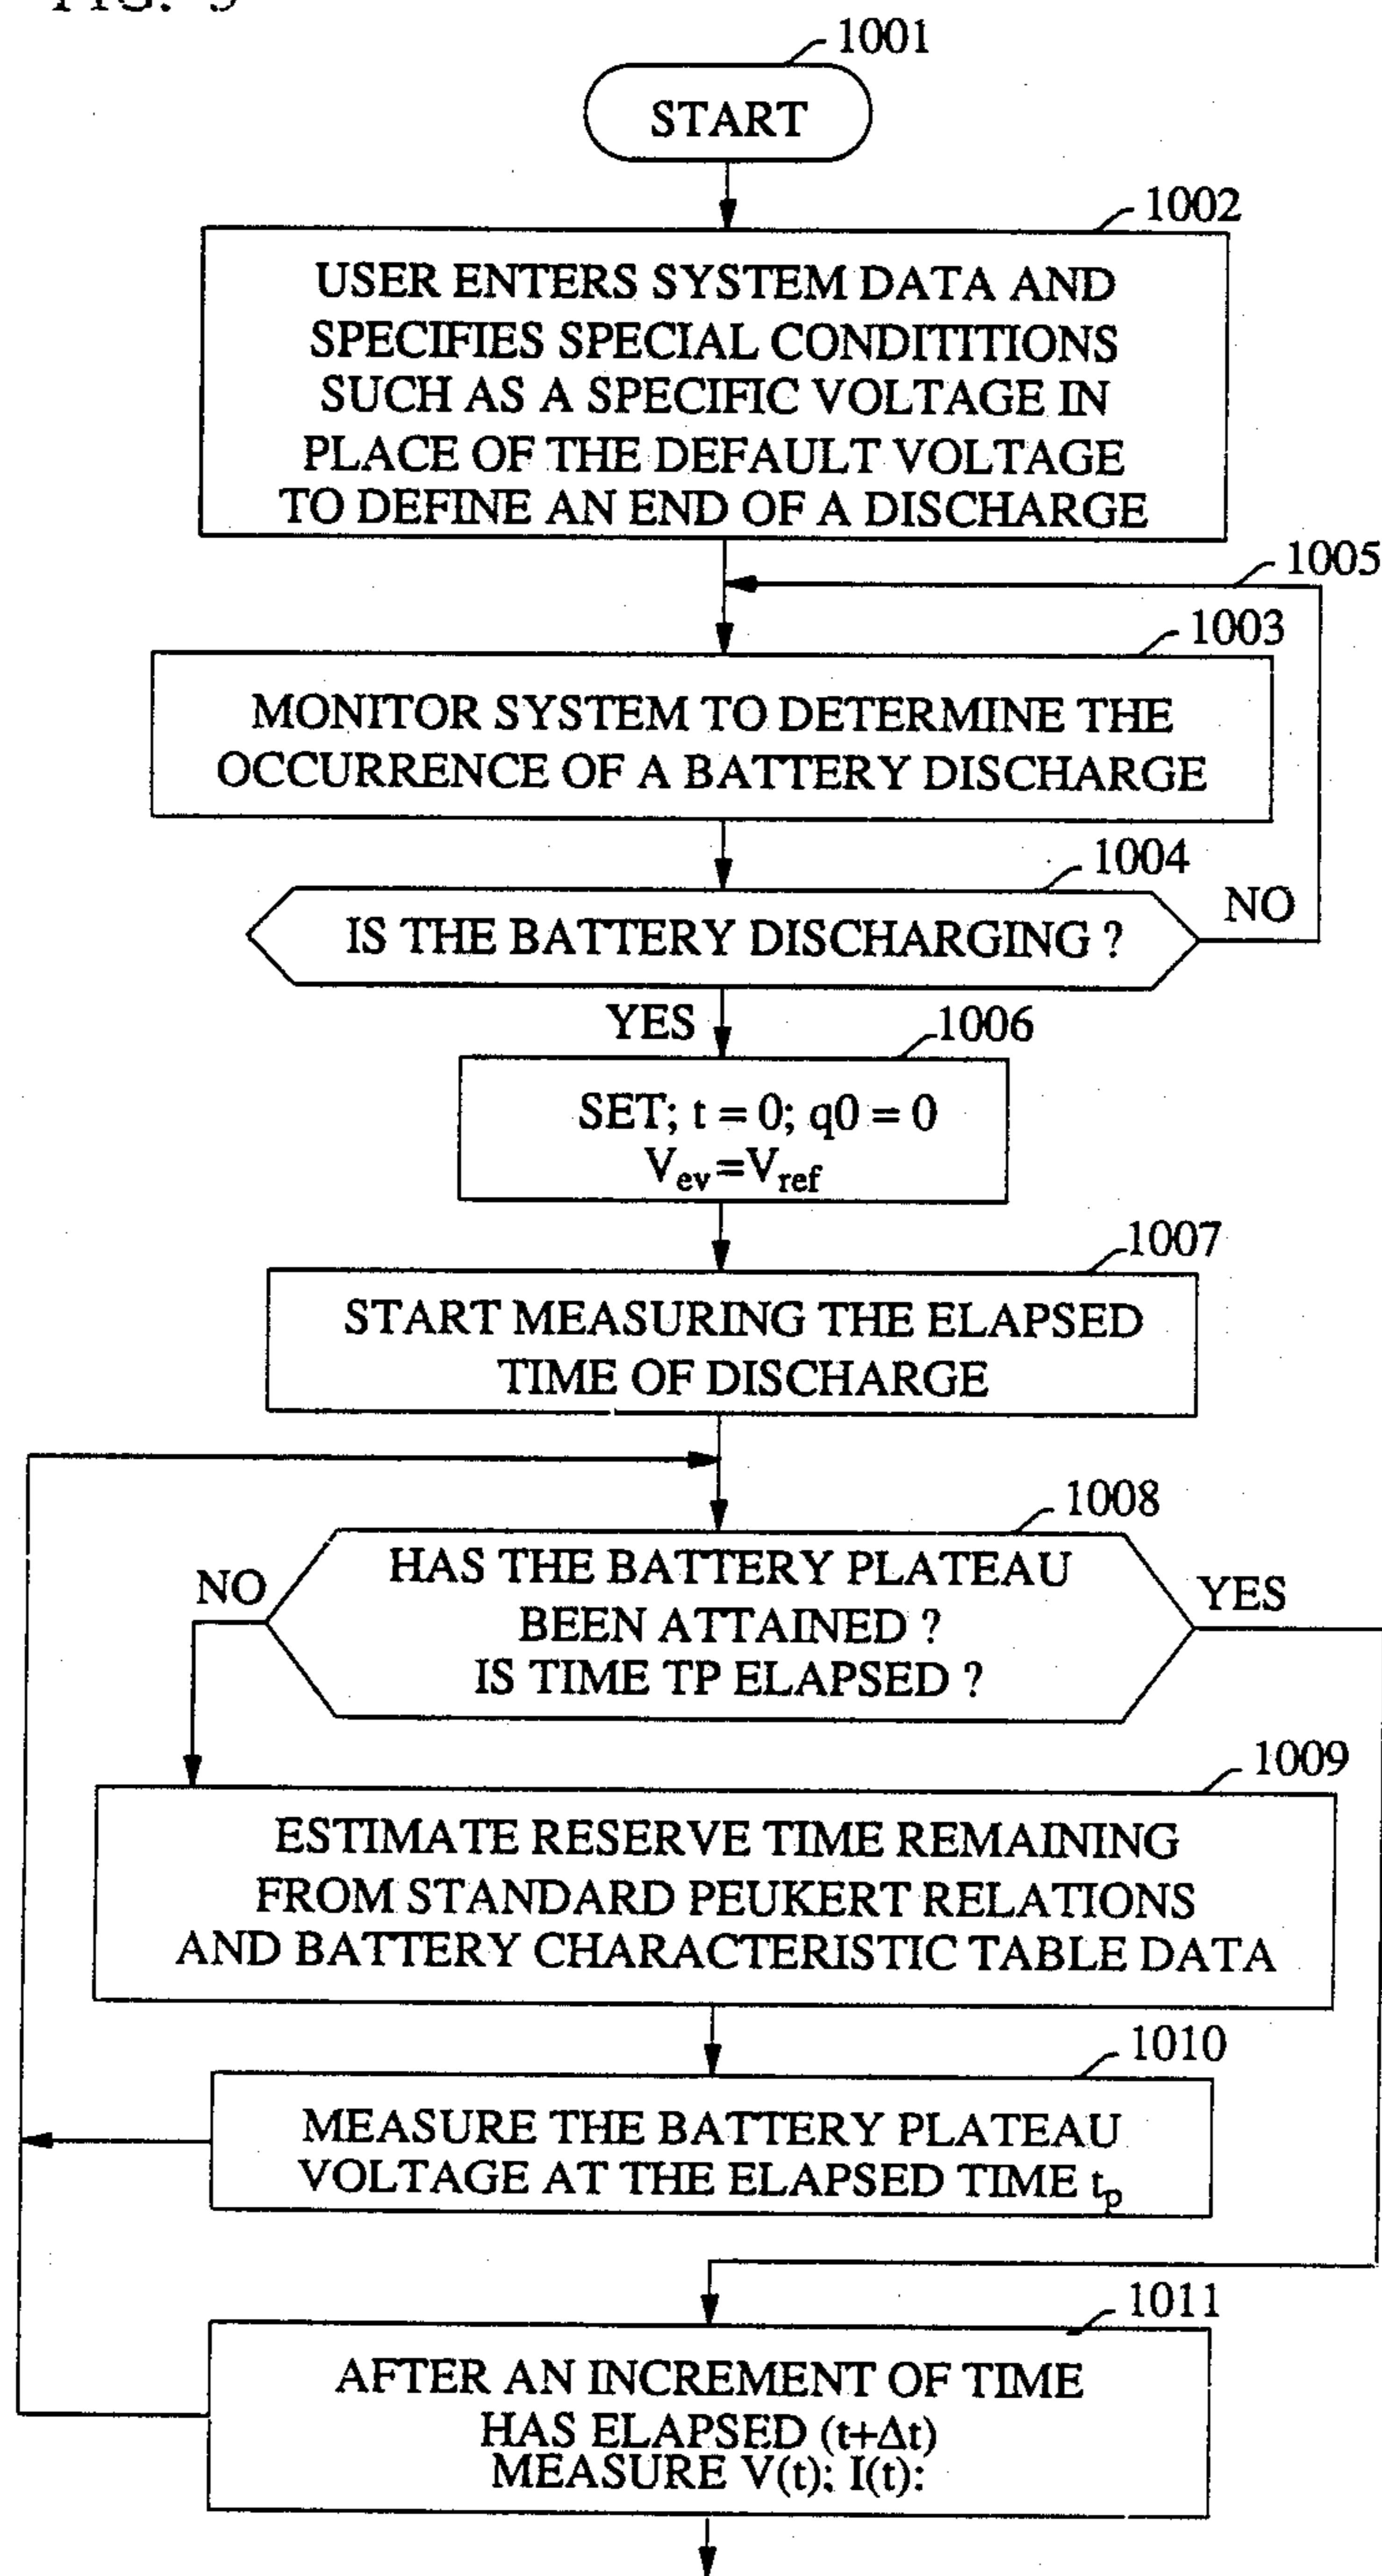 1001
START
1002
USER ENTERS SYSTEM DATA AND
SPECIFIES SPECIAL CONDITITIONS
SUCH AS A SPECIFIC VOLTAGE IN
PLACE OF THE DEFAULT VOLTAGE
TO DEFINE AN END OF A DISCHARGE
1005
1003
MONITOR SYSTEM TO DETERMINE THE
OCCURRENCE OF A BATTERY DISCHARGE
1004
IS THE BATTERY DISCHARGING ?
NO
YES
1006
SET; t = 0; q0 = 0
Vev=Vref
1007
START MEASURING THE ELAPSED
TIME OF DISCHARGE
1008
NO
HAS THE BATTERY PLATEAU
BEEN ATTAINED ?
IS TIME TP ELAPSED ?
YES
1009
ESTIMATE RESERVE TIME REMAINING
FROM STANDARD PEUKERT RELATIONS
AND BATTERY CHARACTERISTIC TABLE DATA
1010
MEASURE THE BATTERY PLATEAU
VOLTAGE AT THE ELAPSED TIME tp
1011
AFTER AN INCREMENT OF TIME
HAS ELAPSED (t+Δt)
MEASURE V(t); I(t):